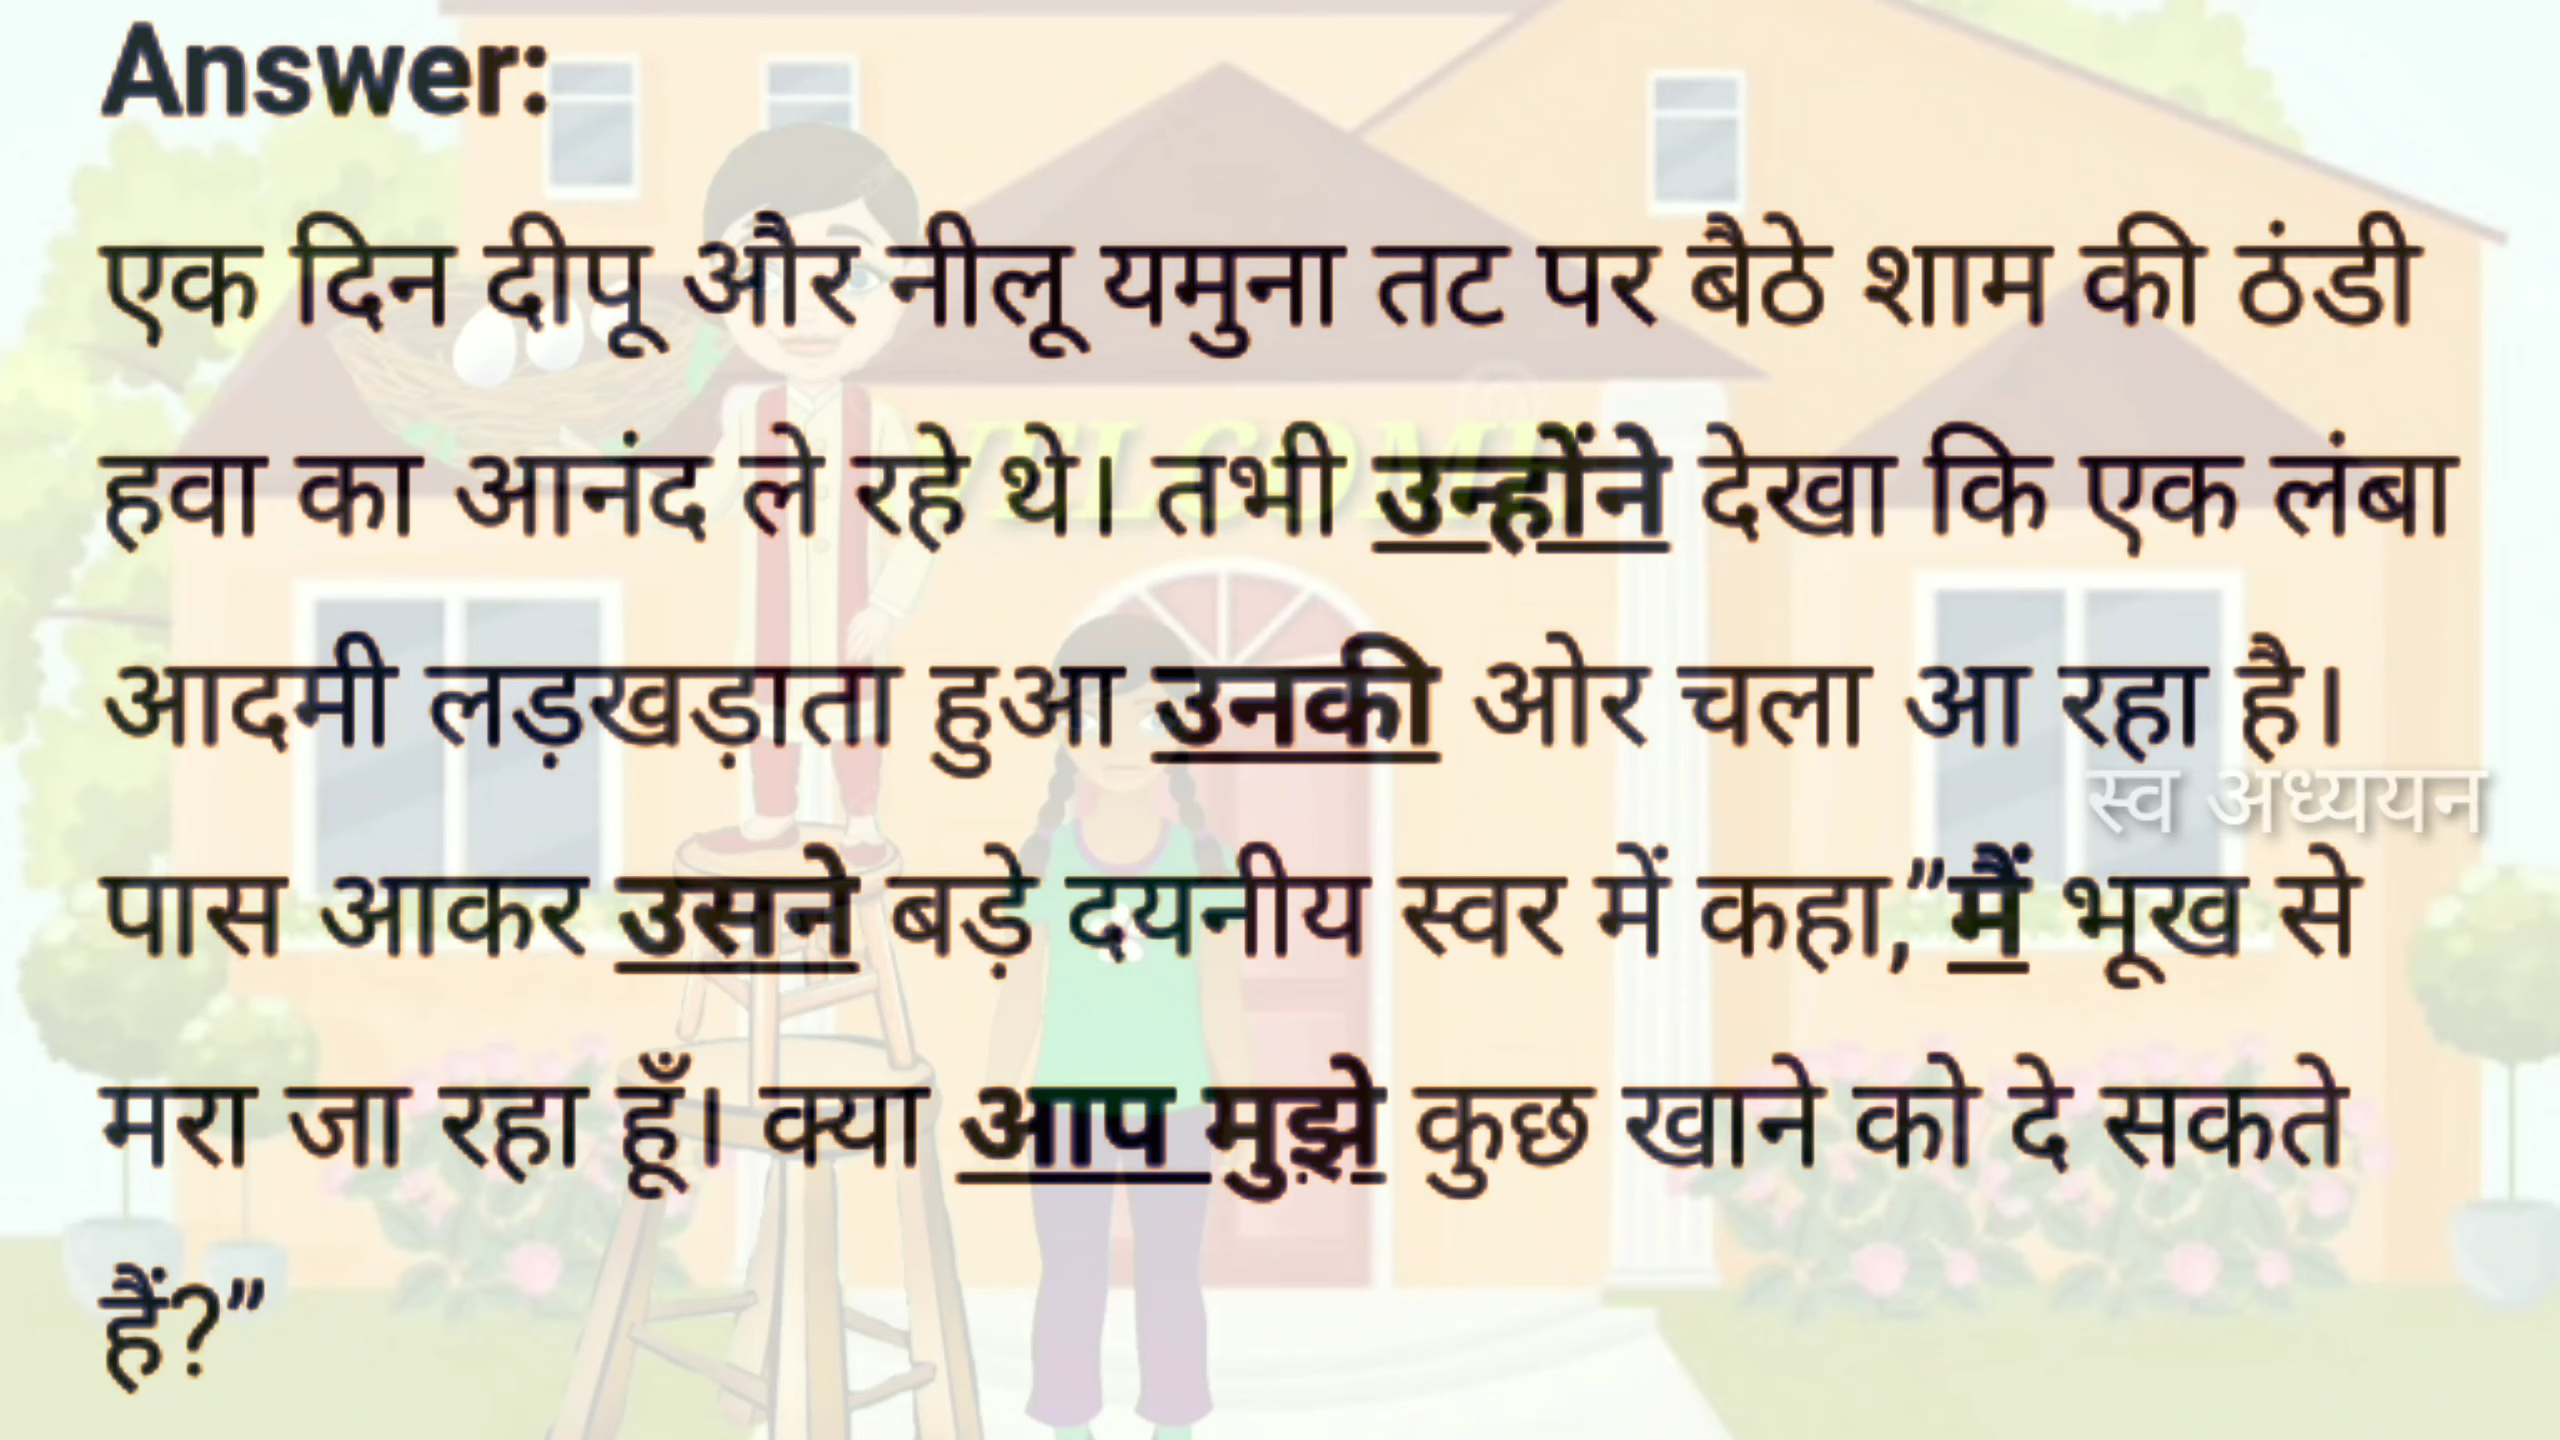 Answer:
एक दिन दीपू और नीलू यमुना तट पर बैठे शाम की ठंडी
हवा का आनंद ले रहे थे। तभी उन्होंने देखा कि एक लंबा
आदमी लड़खड़ाता हुआ उनकी ओर चला आ रहा है।
स्व अध्ययन
पास आकर उसने बड़े दयनीय स्वर में कहा,”मैं भूख से
मरा जा रहा हूँ। क्या आप मुझे कुछ खाने को दे सकते
हैं?”
WELCOME